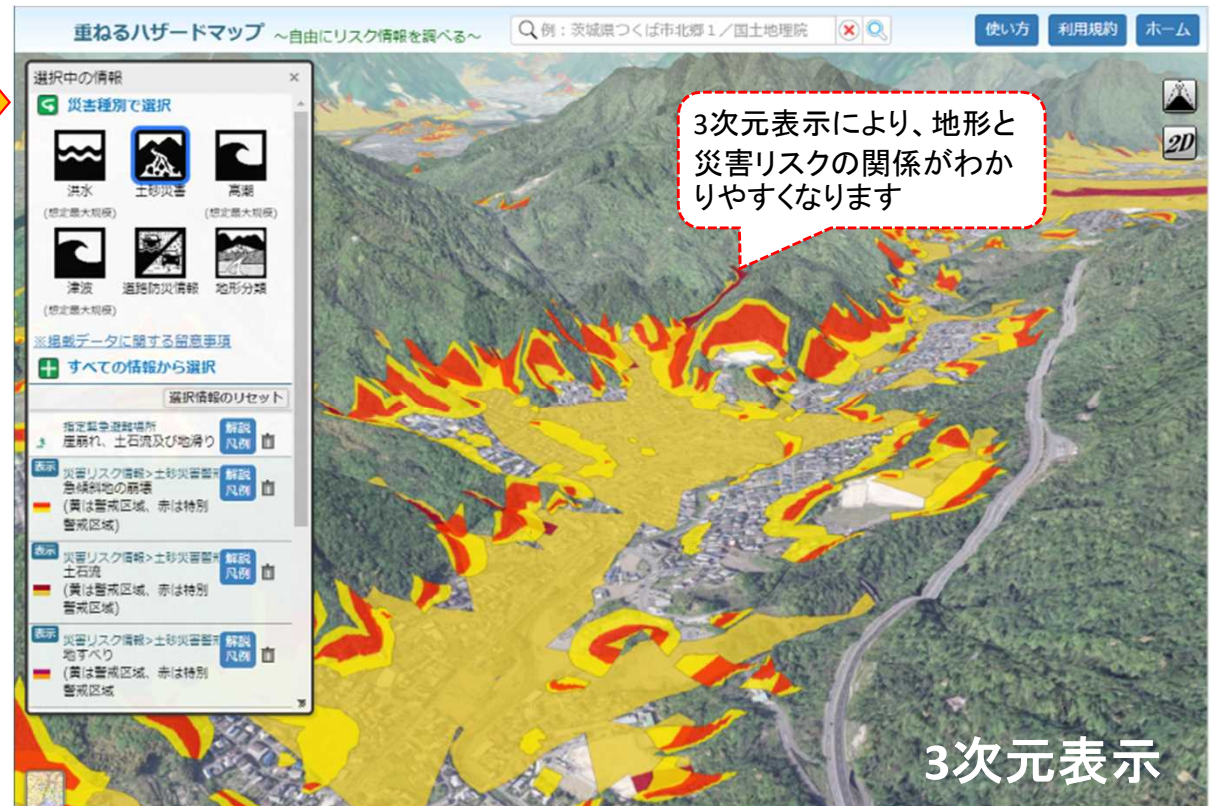 重ねるハザードマップ ～自由にリスク情報を調べる～
例：茨城県つくば市北郷１／国土地理院
使い方
利用規約
ホーム
選択中の情報
×
災害種別で選択
洪水
(想定最大規模)
土砂災害
高潮
(想定最大規模)
津波
(想定最大規模)
道路防災情報
地形分類
※掲載データに関する留意事項
すべての情報から選択
選択情報のリセット
指定緊急避難場所
崖崩れ、土石流及び地滑り
解説
凡例
表示
災害リスク情報>土砂災害警戒
急傾斜地の崩壊
(黄は警戒区域、赤は特別
警戒区域)
解説
凡例
表示
災害リスク情報>土砂災害警戒
土石流
(黄は警戒区域、赤は特別
警戒区域)
解説
凡例
表示
災害リスク情報>土砂災害警戒
地すべり
(黄は警戒区域、赤は特別
警戒区域
解説
凡例
3次元表示により、地形と
災害リスクの関係がわか
りやすくなります
2D
3次元表示